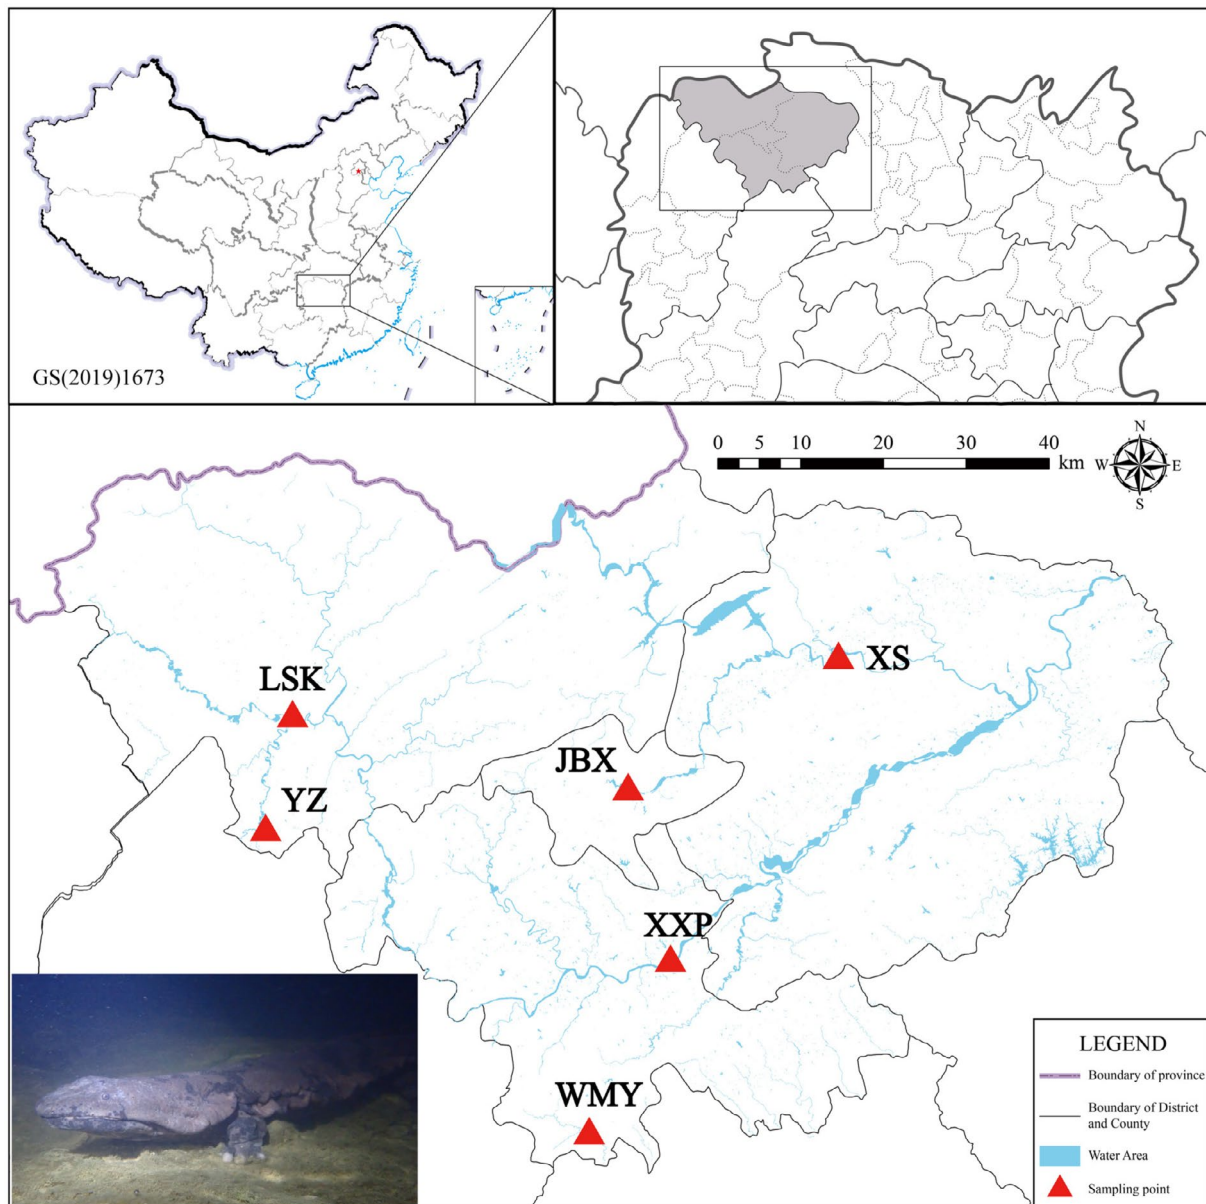 GS(2019)1673
0 5 10 20 30 40
km
N
W E
S
XS
LSK
JBX
YZ
XXP
WMY
LEGEND
Boundary of province
Boundary of District
and County
Water Area
Sampling point